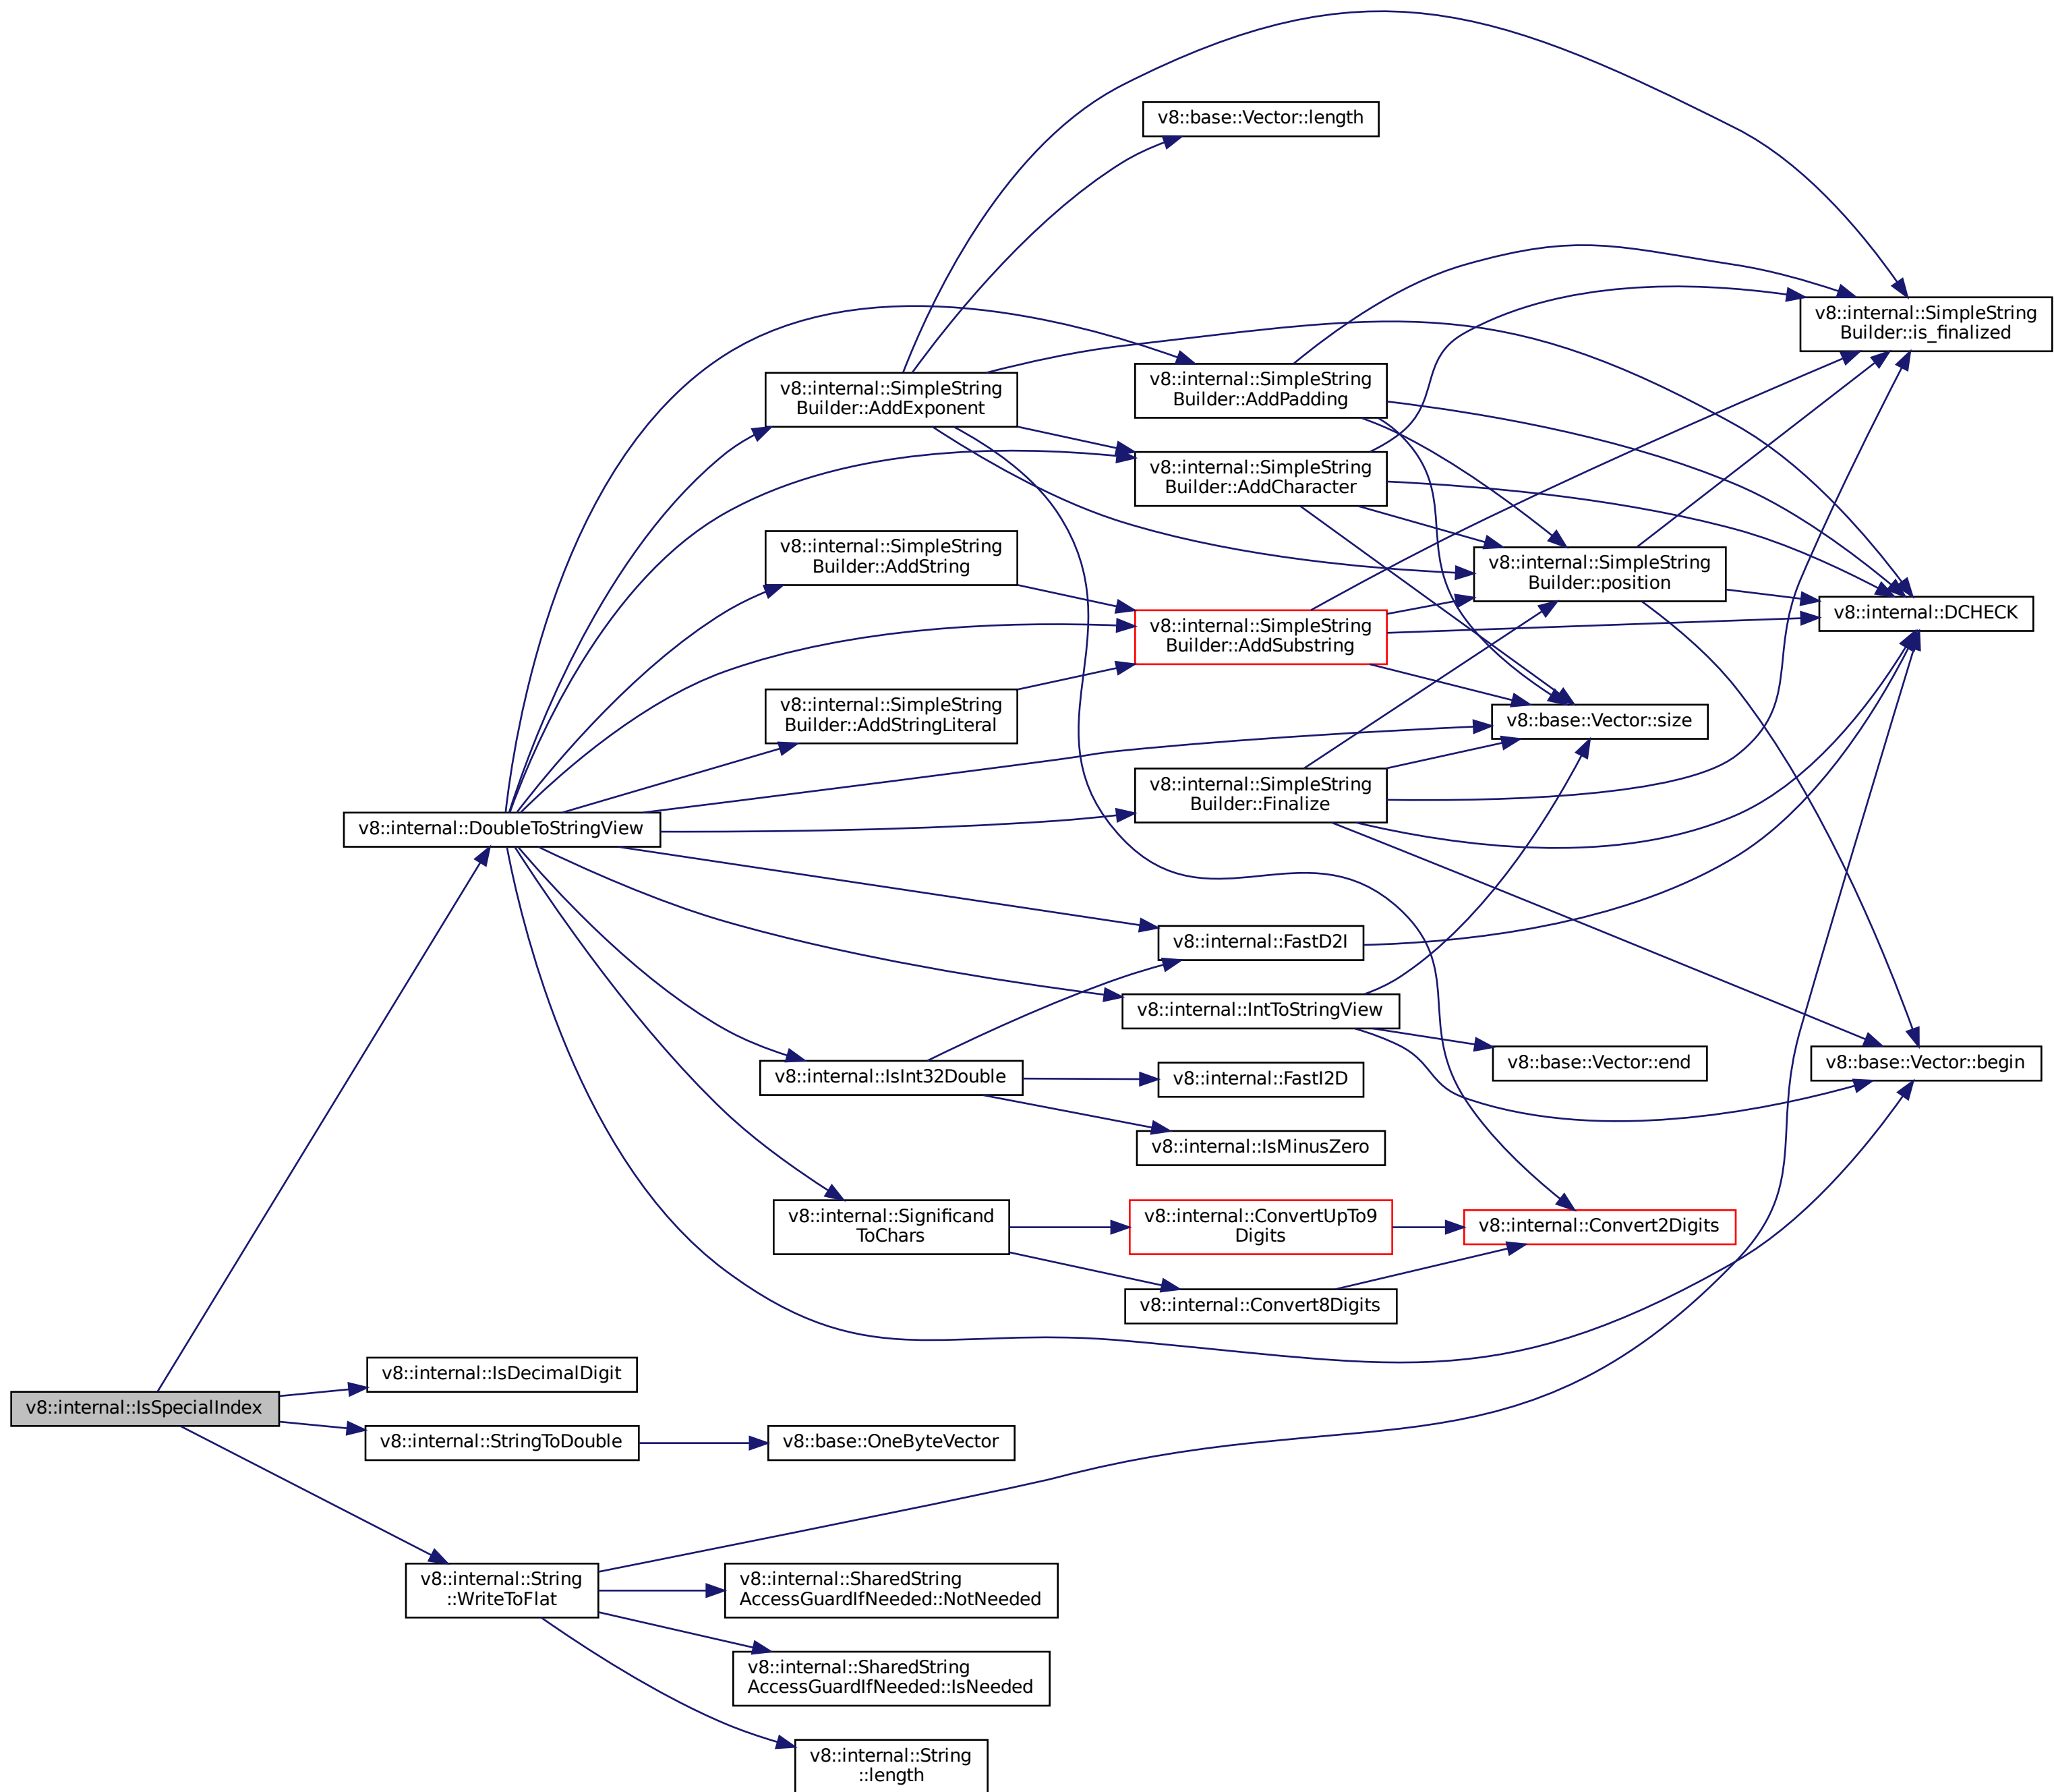 v8::base::Vector::length
v8::internal::SimpleString
Builder::is_finalized
v8::internal::SimpleString
Builder::AddPadding
v8::internal::SimpleString
Builder::AddExponent
v8::internal::SimpleString
Builder::AddCharacter
v8::internal::SimpleString
Builder::AddString
v8::internal::SimpleString
Builder::position
v8::internal::DCHECK
v8::internal::SimpleString
Builder::AddSubstring
v8::internal::SimpleString
Builder::AddStringLiteral
v8::base::Vector::size
v8::internal::SimpleString
Builder::Finalize
v8::internal::DoubleToStringView
v8::internal::FastD2I
v8::internal::IntToStringView
v8::base::Vector::end
v8::base::Vector::begin
v8::internal::IsInt32Double
v8::internal::FastI2D
v8::internal::IsMinusZero
v8::internal::Significand
ToChars
v8::internal::ConvertUpTo9
Digits
v8::internal::Convert2Digits
v8::internal::Convert8Digits
v8::internal::IsDecimalDigit
v8::internal::IsSpecialIndex
v8::internal::StringToDouble
v8::base::OneByteVector
v8::internal::String
::WriteToFlat
v8::internal::SharedString
AccessGuardIfNeeded::NotNeeded
v8::internal::SharedString
AccessGuardIfNeeded::IsNeeded
v8::internal::String
::length